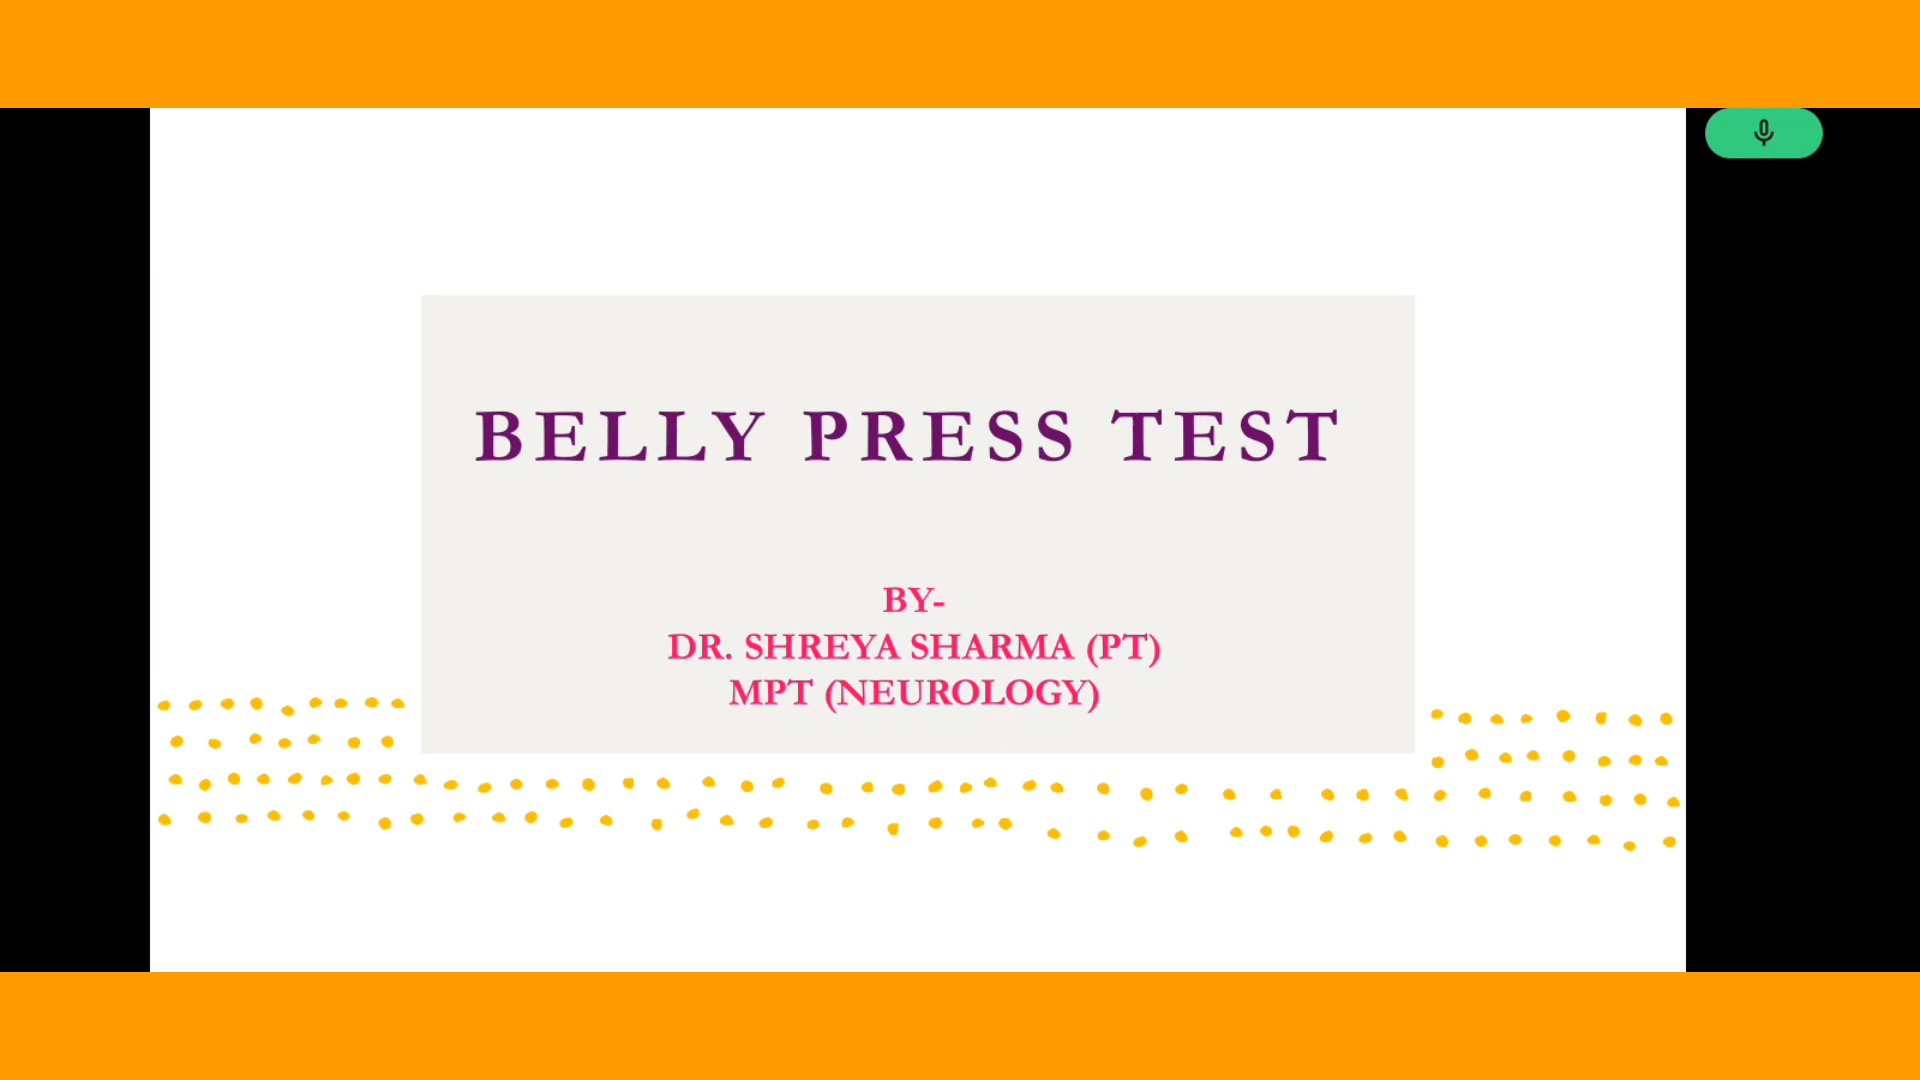 BELLY PRESS TEST
BY-
DR. SHREYA SHARMA (PT)
MPT (NEUROLOGY)